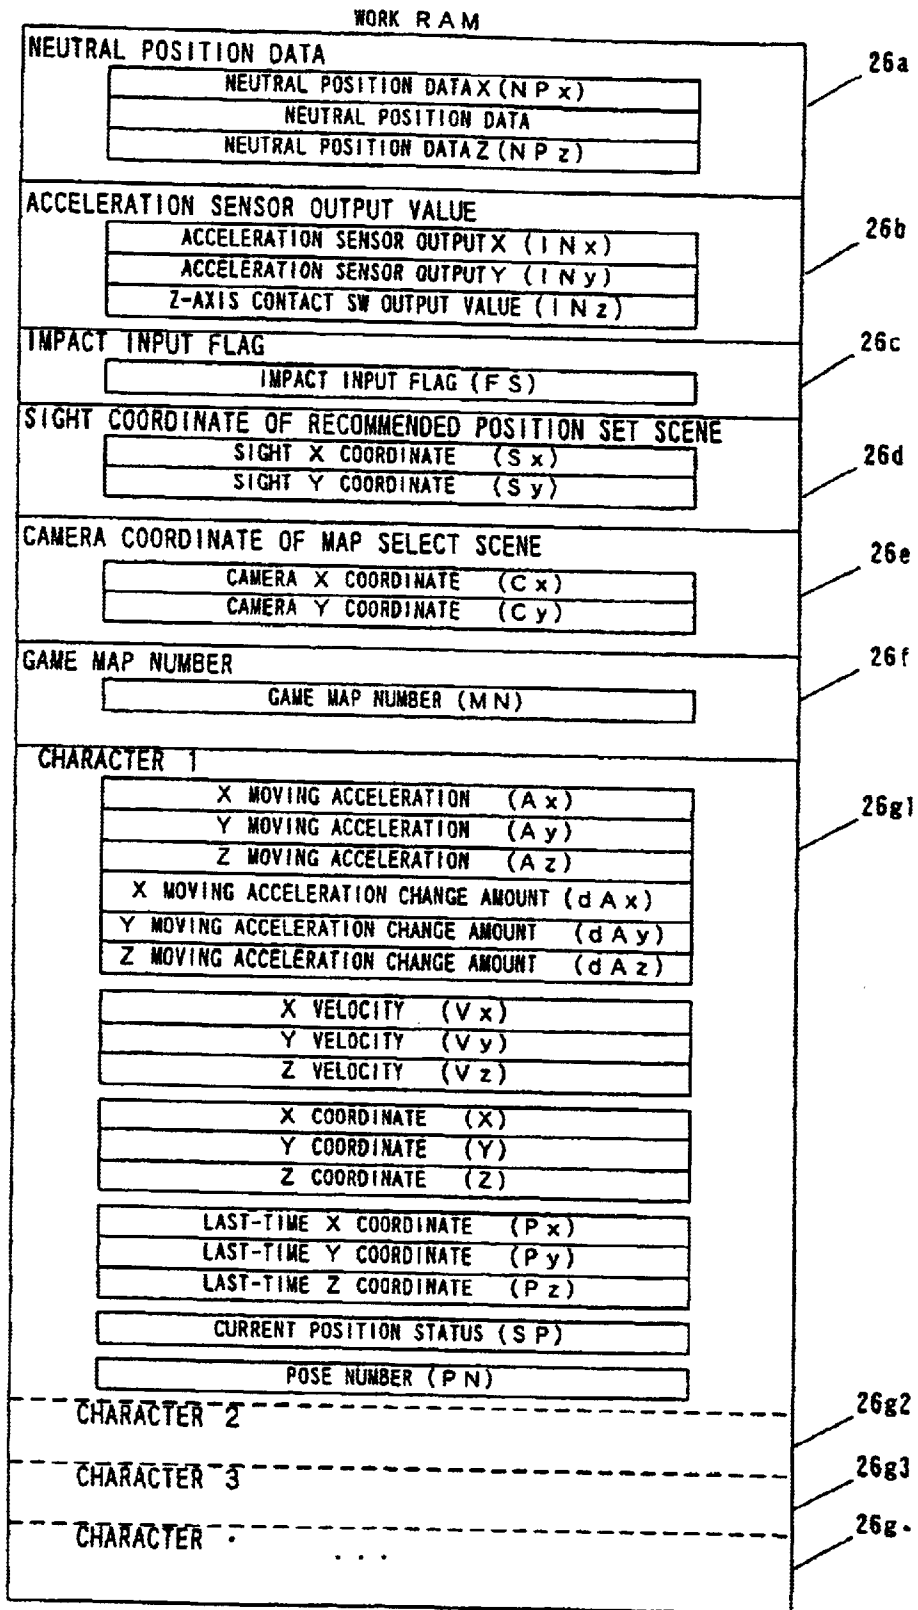 WORK RAM
NEUTRAL POSITION DATA
26a
NEUTRAL POSITION DATA X (NPx)
NEUTRAL POSITION DATA
NEUTRAL POSITION DATA Z (NPz)
ACCELERATION SENSOR OUTPUT VALUE
26b
ACCELERATION SENSOR OUTPUT X (INx)
ACCELERATION SENSOR OUTPUT Y (INy)
Z-AXIS CONTACT SW OUTPUT VALUE (INz)
IMPACT INPUT FLAG
26c
IMPACT INPUT FLAG (FS)
SIGHT COORDINATE OF RECOMMENDED POSITION SET SCENE
26d
SIGHT X COORDINATE (Sx)
SIGHT Y COORDINATE (Sy)
CAMERA COORDINATE OF MAP SELECT SCENE
26e
CAMERA X COORDINATE (Cx)
CAMERA Y COORDINATE (Cy)
GAME MAP NUMBER
26f
GAME MAP NUMBER (MN)
CHARACTER 1
26g1
X MOVING ACCELERATION (Ax)
Y MOVING ACCELERATION (Ay)
Z MOVING ACCELERATION (Az)
X MOVING ACCELERATION CHANGE AMOUNT (dAx)
Y MOVING ACCELERATION CHANGE AMOUNT (dAy)
Z MOVING ACCELERATION CHANGE AMOUNT (dAz)
X VELOCITY (Vx)
Y VELOCITY (Vy)
Z VELOCITY (Vz)
X COORDINATE (X)
Y COORDINATE (Y)
Z COORDINATE (Z)
LAST-TIME X COORDINATE (Px)
LAST-TIME Y COORDINATE (Py)
LAST-TIME Z COORDINATE (Pz)
CURRENT POSITION STATUS (SP)
POSE NUMBER (PN)
CHARACTER 2
26g2
CHARACTER 3
26g3
CHARACTER ·
26g·
· · ·